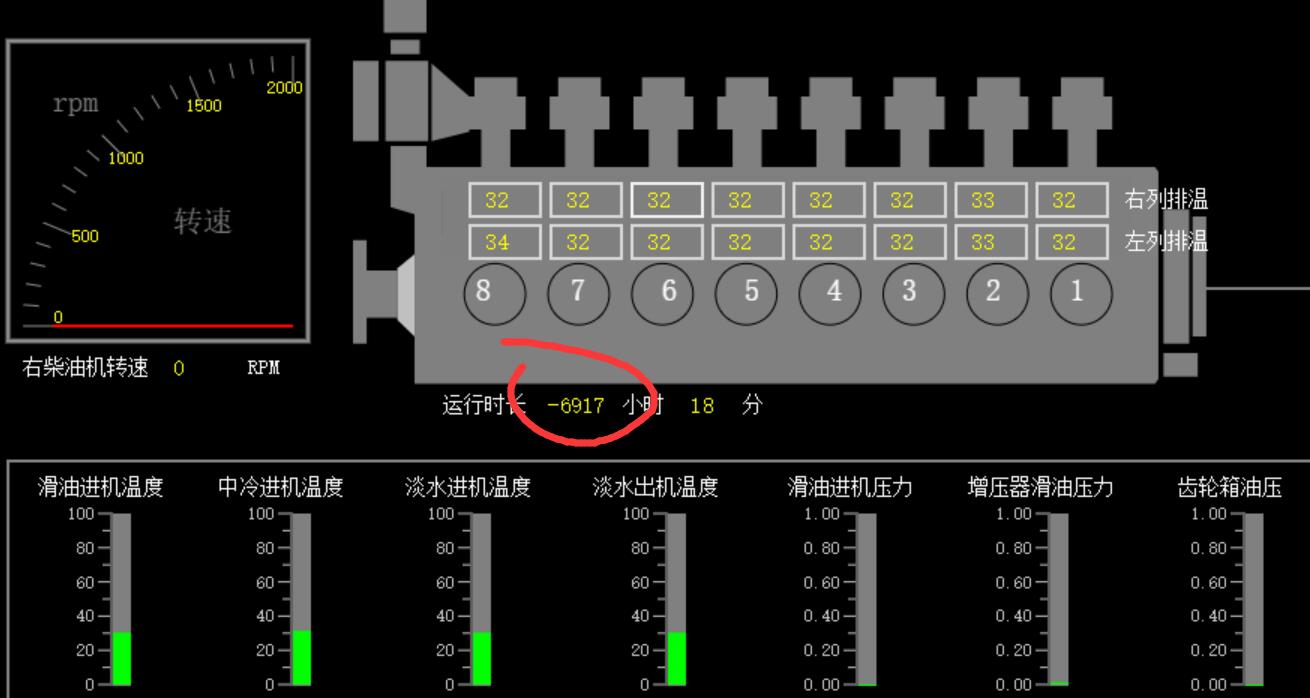 rpm
2000
1500
1000
转速
500
0
右柴油机转速 0 RPM
32 32 32 32 32 32 33 32 右列排温
34 32 32 32 32 32 33 32 左列排温
8 7 6 5 4 3 2 1
运行时长 -6917 小时 18 分
滑油进机温度 中冷进机温度 淡水进机温度 淡水出机温度 滑油进机压力 增压器滑油压力 齿轮箱油压
100 100 100 100 1.00 1.00 1.00
80 80 80 80 0.80 0.80 0.80
60 60 60 60 0.60 0.60 0.60
40 40 40 40 0.40 0.40 0.40
20 20 20 20 0.20 0.20 0.20
0 0 0 0 0.00 0.00 0.00